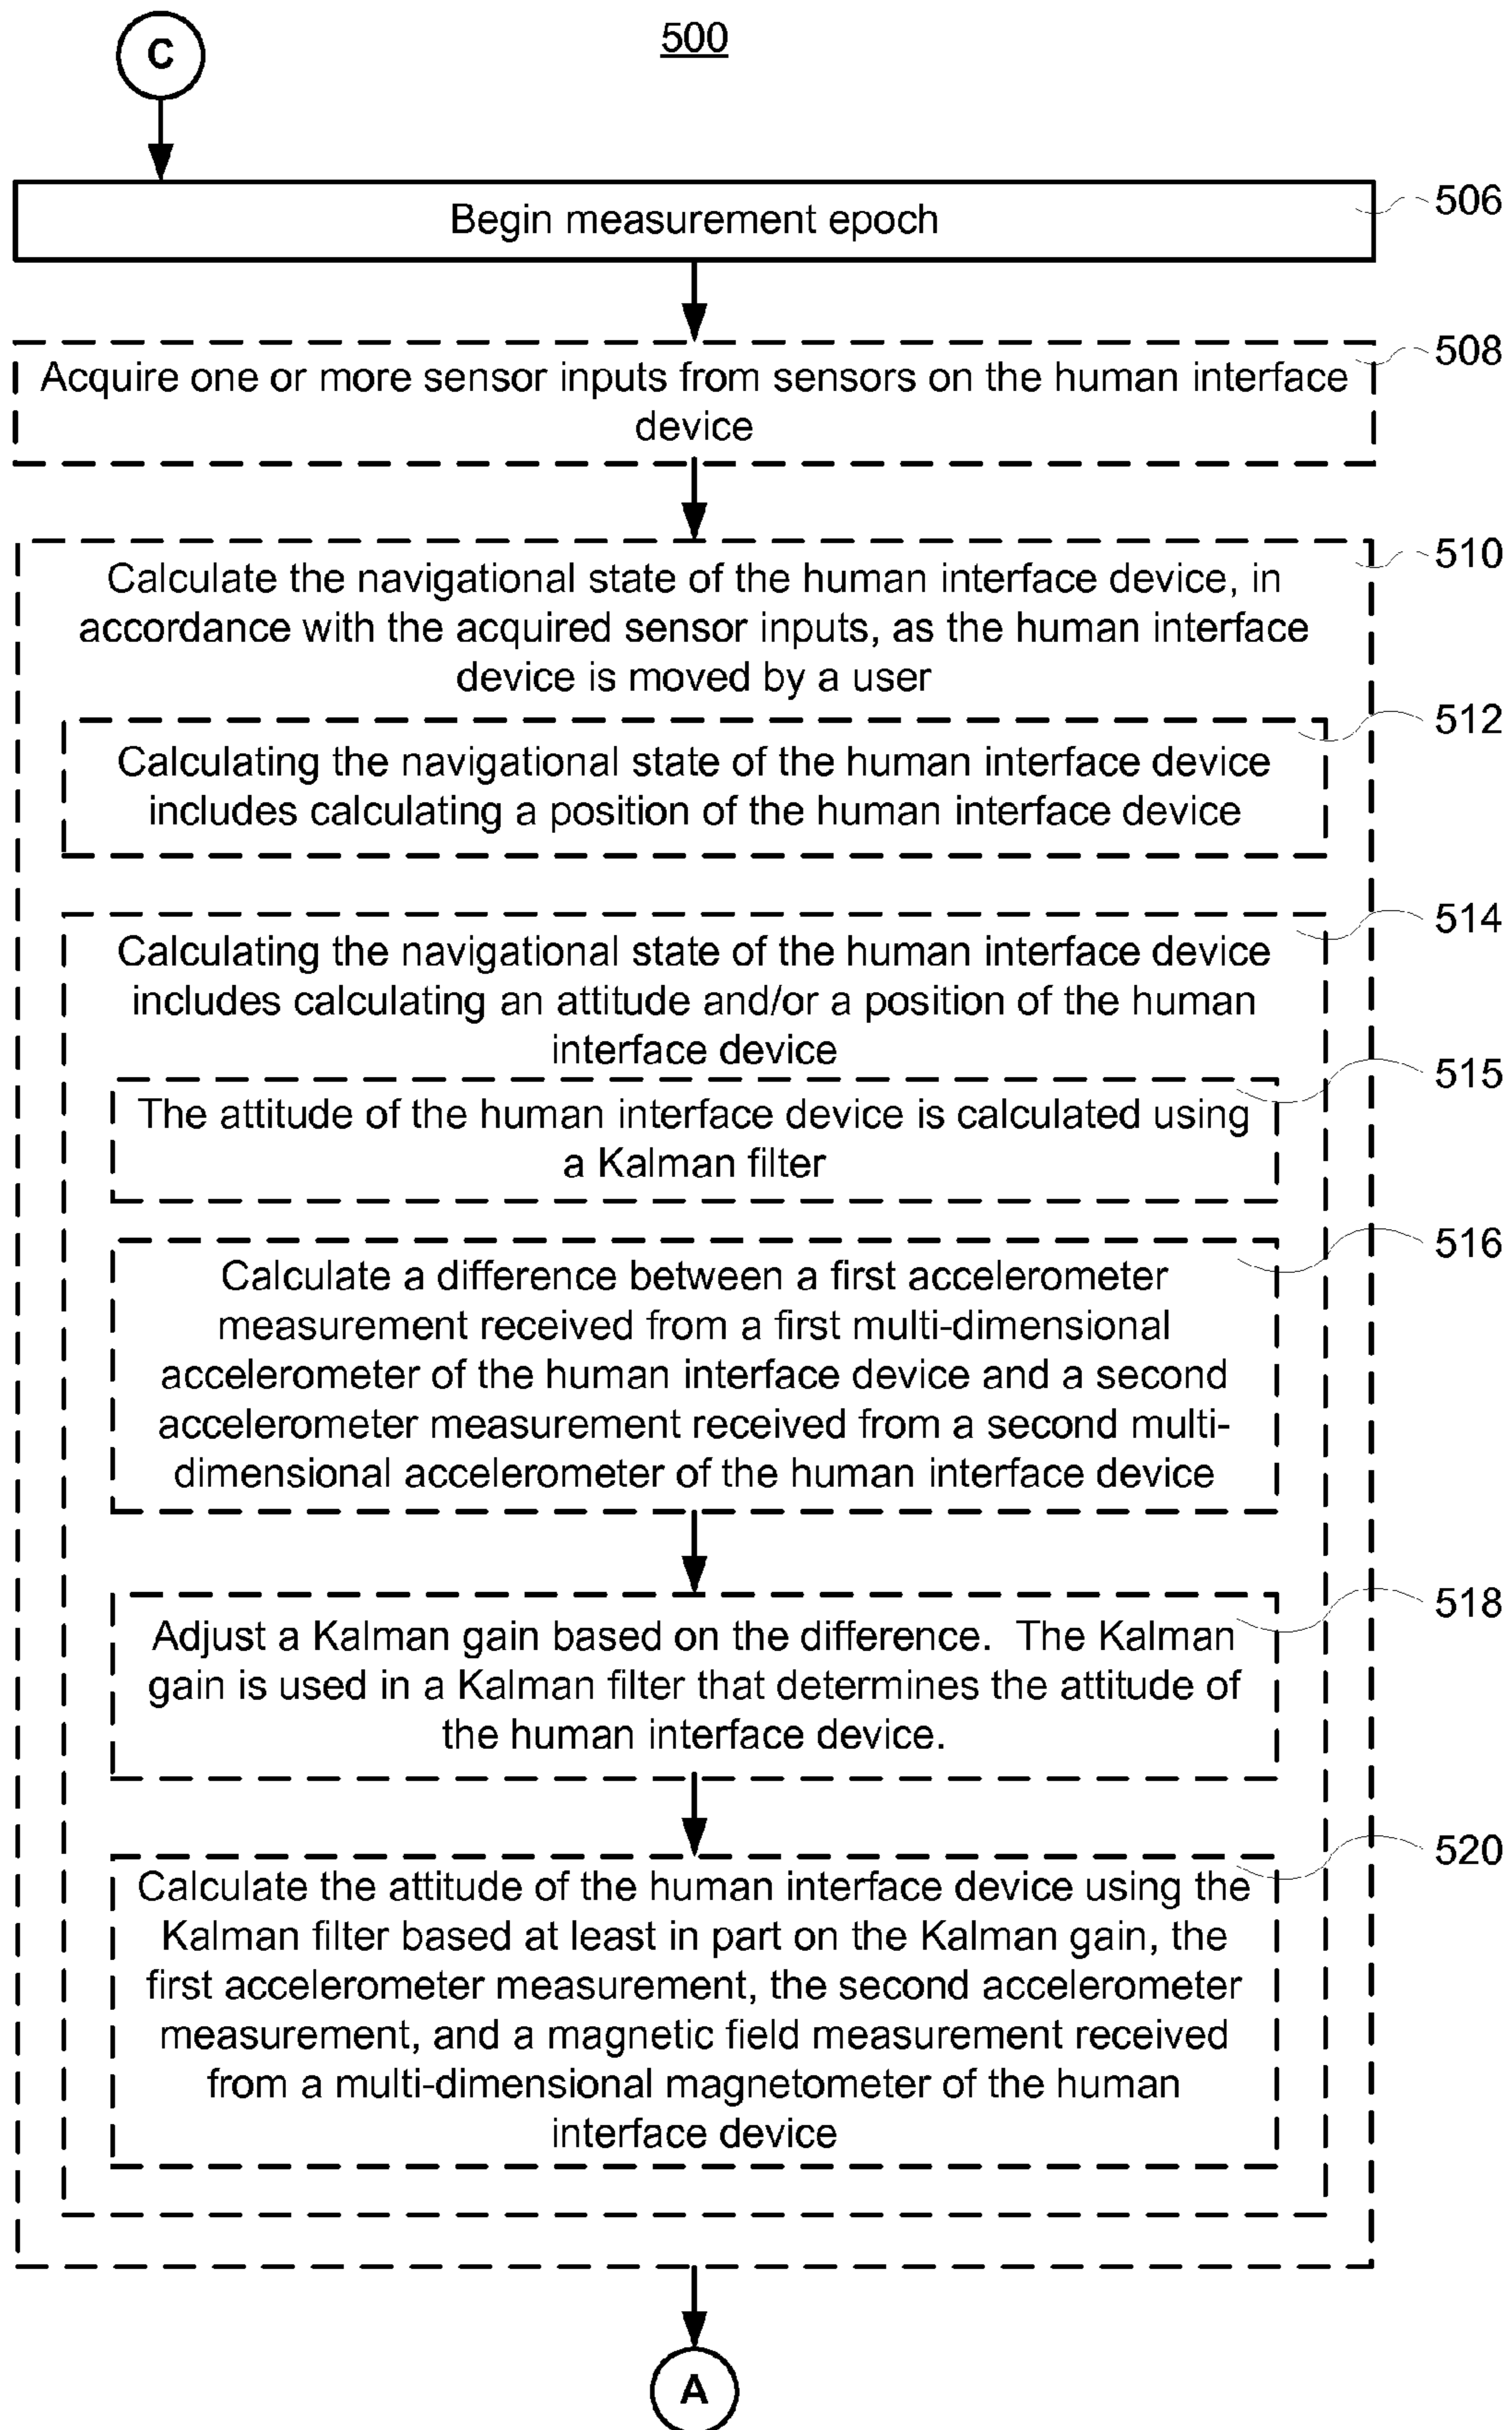 C
500
Begin measurement epoch
506
Acquire one or more sensor inputs from sensors on the human interface
device
508
Calculate the navigational state of the human interface device, in
accordance with the acquired sensor inputs, as the human interface
device is moved by a user
510
Calculating the navigational state of the human interface device
includes calculating a position of the human interface device
512
Calculating the navigational state of the human interface device
includes calculating an attitude and/or a position of the human
interface device
514
The attitude of the human interface device is calculated using
a Kalman filter
515
Calculate a difference between a first accelerometer
measurement received from a first multi-dimensional
accelerometer of the human interface device and a second
accelerometer measurement received from a second multi-
dimensional accelerometer of the human interface device
516
Adjust a Kalman gain based on the difference. The Kalman
gain is used in a Kalman filter that determines the attitude of
the human interface device.
518
Calculate the attitude of the human interface device using the
Kalman filter based at least in part on the Kalman gain, the
first accelerometer measurement, the second accelerometer
measurement, and a magnetic field measurement received
from a multi-dimensional magnetometer of the human
interface device
520
A